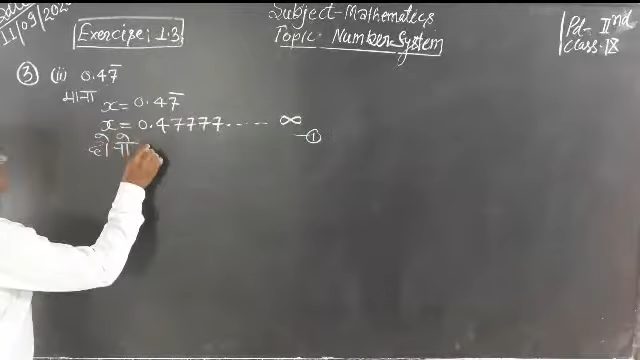 11/09/202
Exercise: 1.3
Subject-Mathematics
Topic: Number System
Pd- IInd
Class-IX
③ (ii) 0.47̅
माना x = 0.47̅
x = 0.47777...... ∞
—①
दोनों